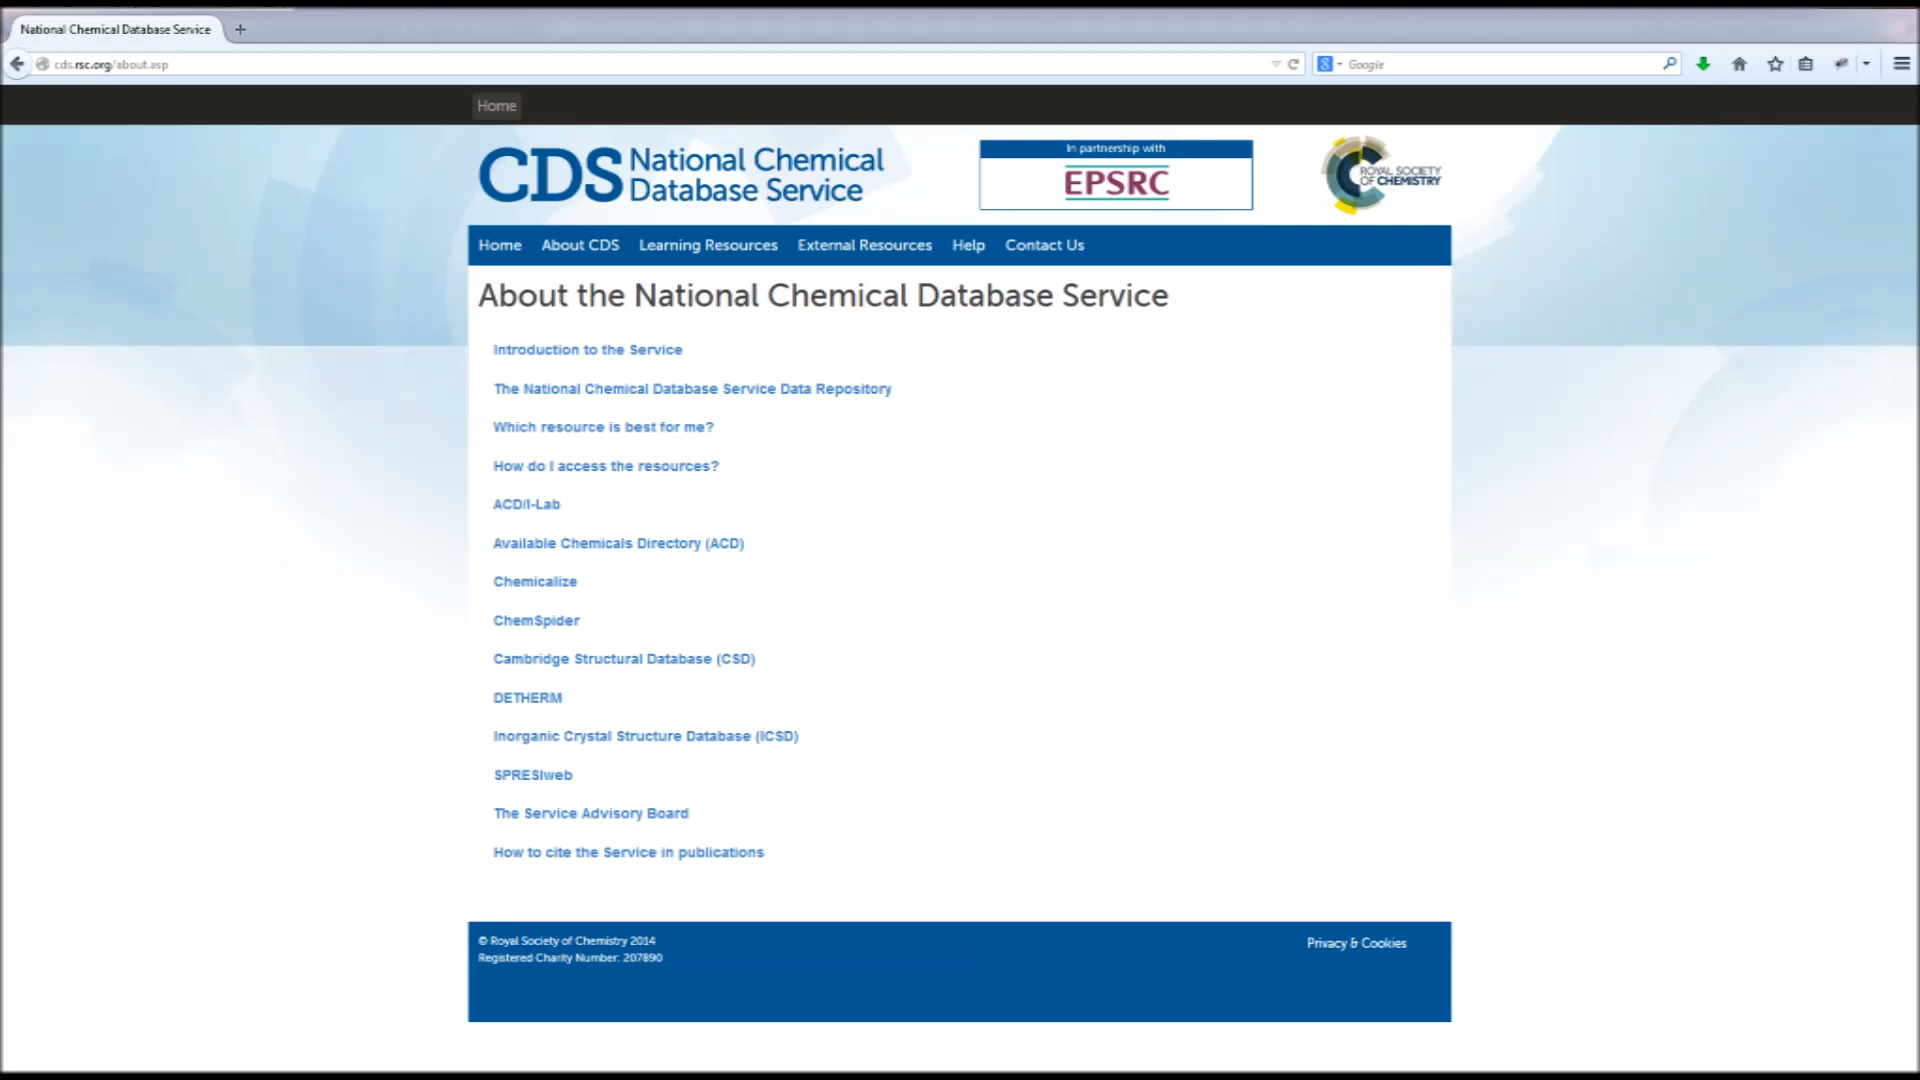 National Chemical Database Service
cds.rsc.org/about.asp
Google
Home
CDS National Chemical Database Service
In partnership with
EPSRC
ROYAL SOCIETY OF CHEMISTRY
Home About CDS Learning Resources External Resources Help Contact Us
About the National Chemical Database Service
Introduction to the Service
The National Chemical Database Service Data Repository
Which resource is best for me?
How do I access the resources?
ACD/I-Lab
Available Chemicals Directory (ACD)
Chemicalize
ChemSpider
Cambridge Structural Database (CSD)
DETHERM
Inorganic Crystal Structure Database (ICSD)
SPRESIweb
The Service Advisory Board
How to cite the Service in publications
© Royal Society of Chemistry 2014
Registered Charity Number: 207890
Privacy & Cookies